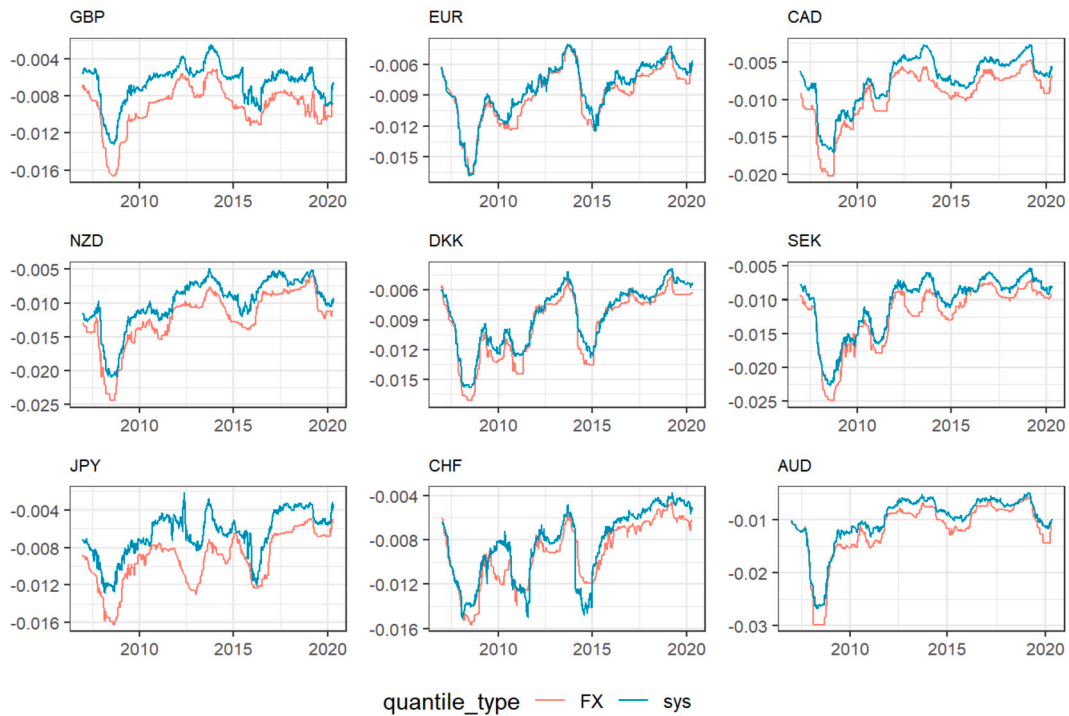 GBP EUR CAD
-0.004 -0.006 -0.005
-0.008 -0.009 -0.010
-0.012 -0.012 -0.015
-0.016 -0.015 -0.020
2010 2015 2020 2010 2015 2020 2010 2015 2020
NZD DKK SEK
-0.005 -0.006 -0.005
-0.010 -0.009 -0.010
-0.015 -0.012 -0.015
-0.020 -0.015 -0.020
-0.025 -0.025
2010 2015 2020 2010 2015 2020 2010 2015 2020
JPY CHF AUD
-0.004 -0.004 -0.01
-0.008 -0.008 -0.02
-0.012 -0.012 -0.03
-0.016 -0.016
2010 2015 2020 2010 2015 2020 2010 2015 2020
quantile_type FX sys